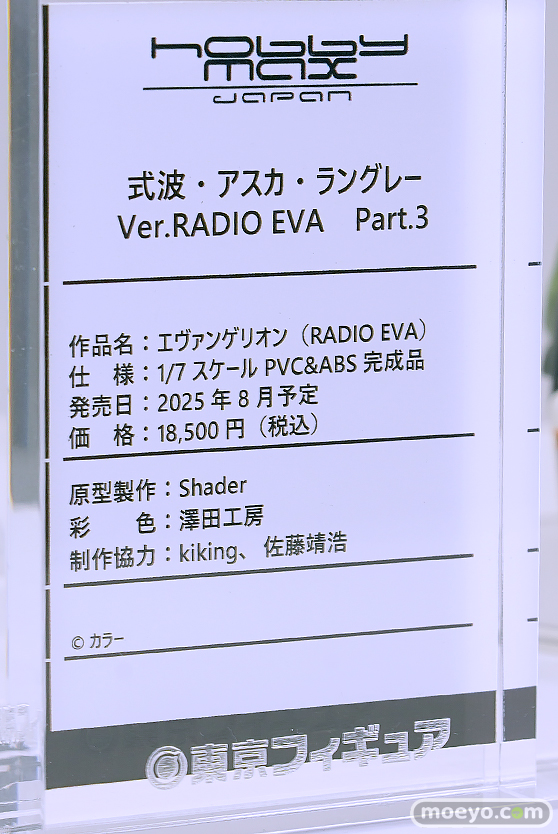 hobby
max
JAPAN
式波・アスカ・ラングレー
Ver.RADIO EVA　Part.3
作品名：エヴァンゲリオン（RADIO EVA）
仕　様：1/7 スケール PVC&ABS 完成品
発売日：2025 年 8 月予定
価　格：18,500 円（税込）
原型製作：Shader
彩　　色：澤田工房
制作協力：kiking、佐藤靖浩
© カラー
東京フィギュア
moeyo.com